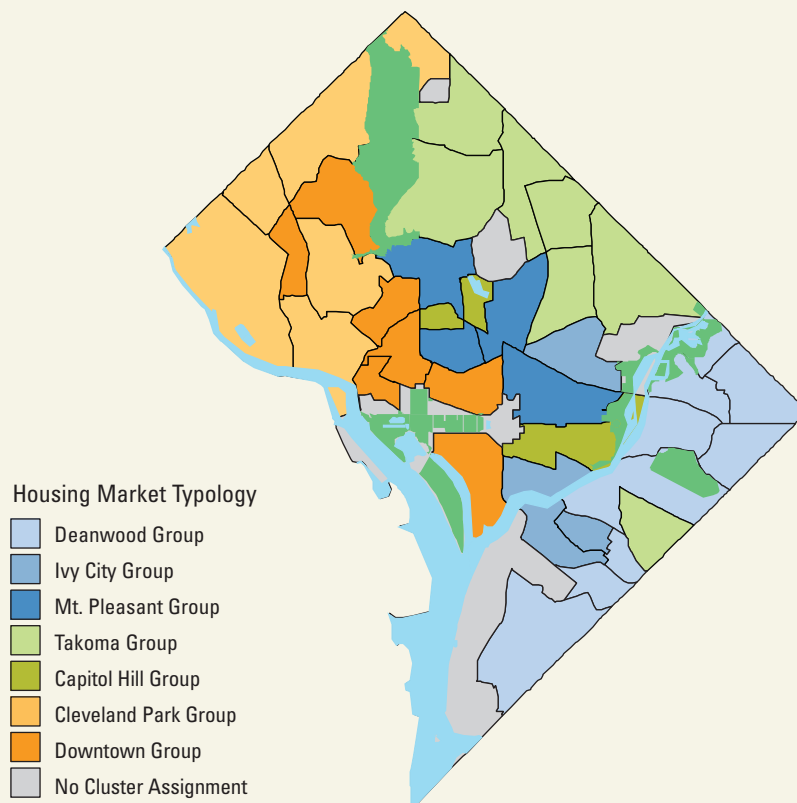 Housing Market Typology
Deanwood Group
Ivy City Group
Mt. Pleasant Group
Takoma Group
Capitol Hill Group
Cleveland Park Group
Downtown Group
No Cluster Assignment